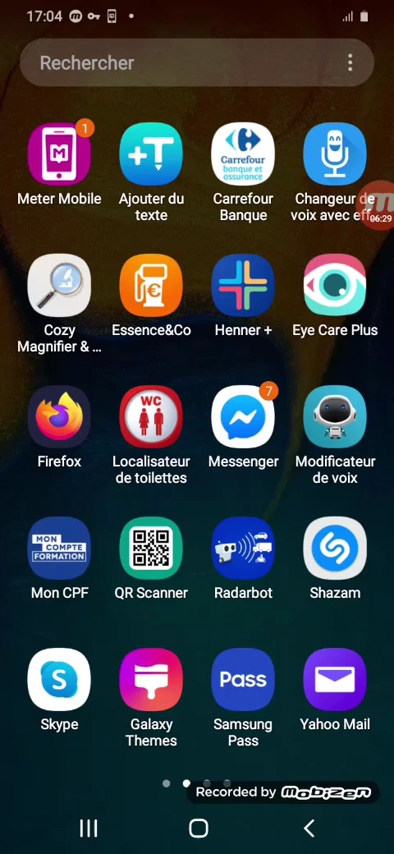 17:04
Rechercher
1
Meter Mobile
+T
Ajouter du
texte
Carrefour
banque et
assurance
Carrefour
Banque
Changeur de
voix avec eff
06:29
Cozy
Magnifier & ...
€
Essence&Co
Henner +
Eye Care Plus
Firefox
WC
Localisateur
de toilettes
7
Messenger
Modificateur
de voix
MON
COMPTE
FORMATION
Mon CPF
QR Scanner
Radarbot
Shazam
S
Skype
Galaxy
Themes
Pass
Samsung
Pass
Yahoo Mail
Recorded by mobizen